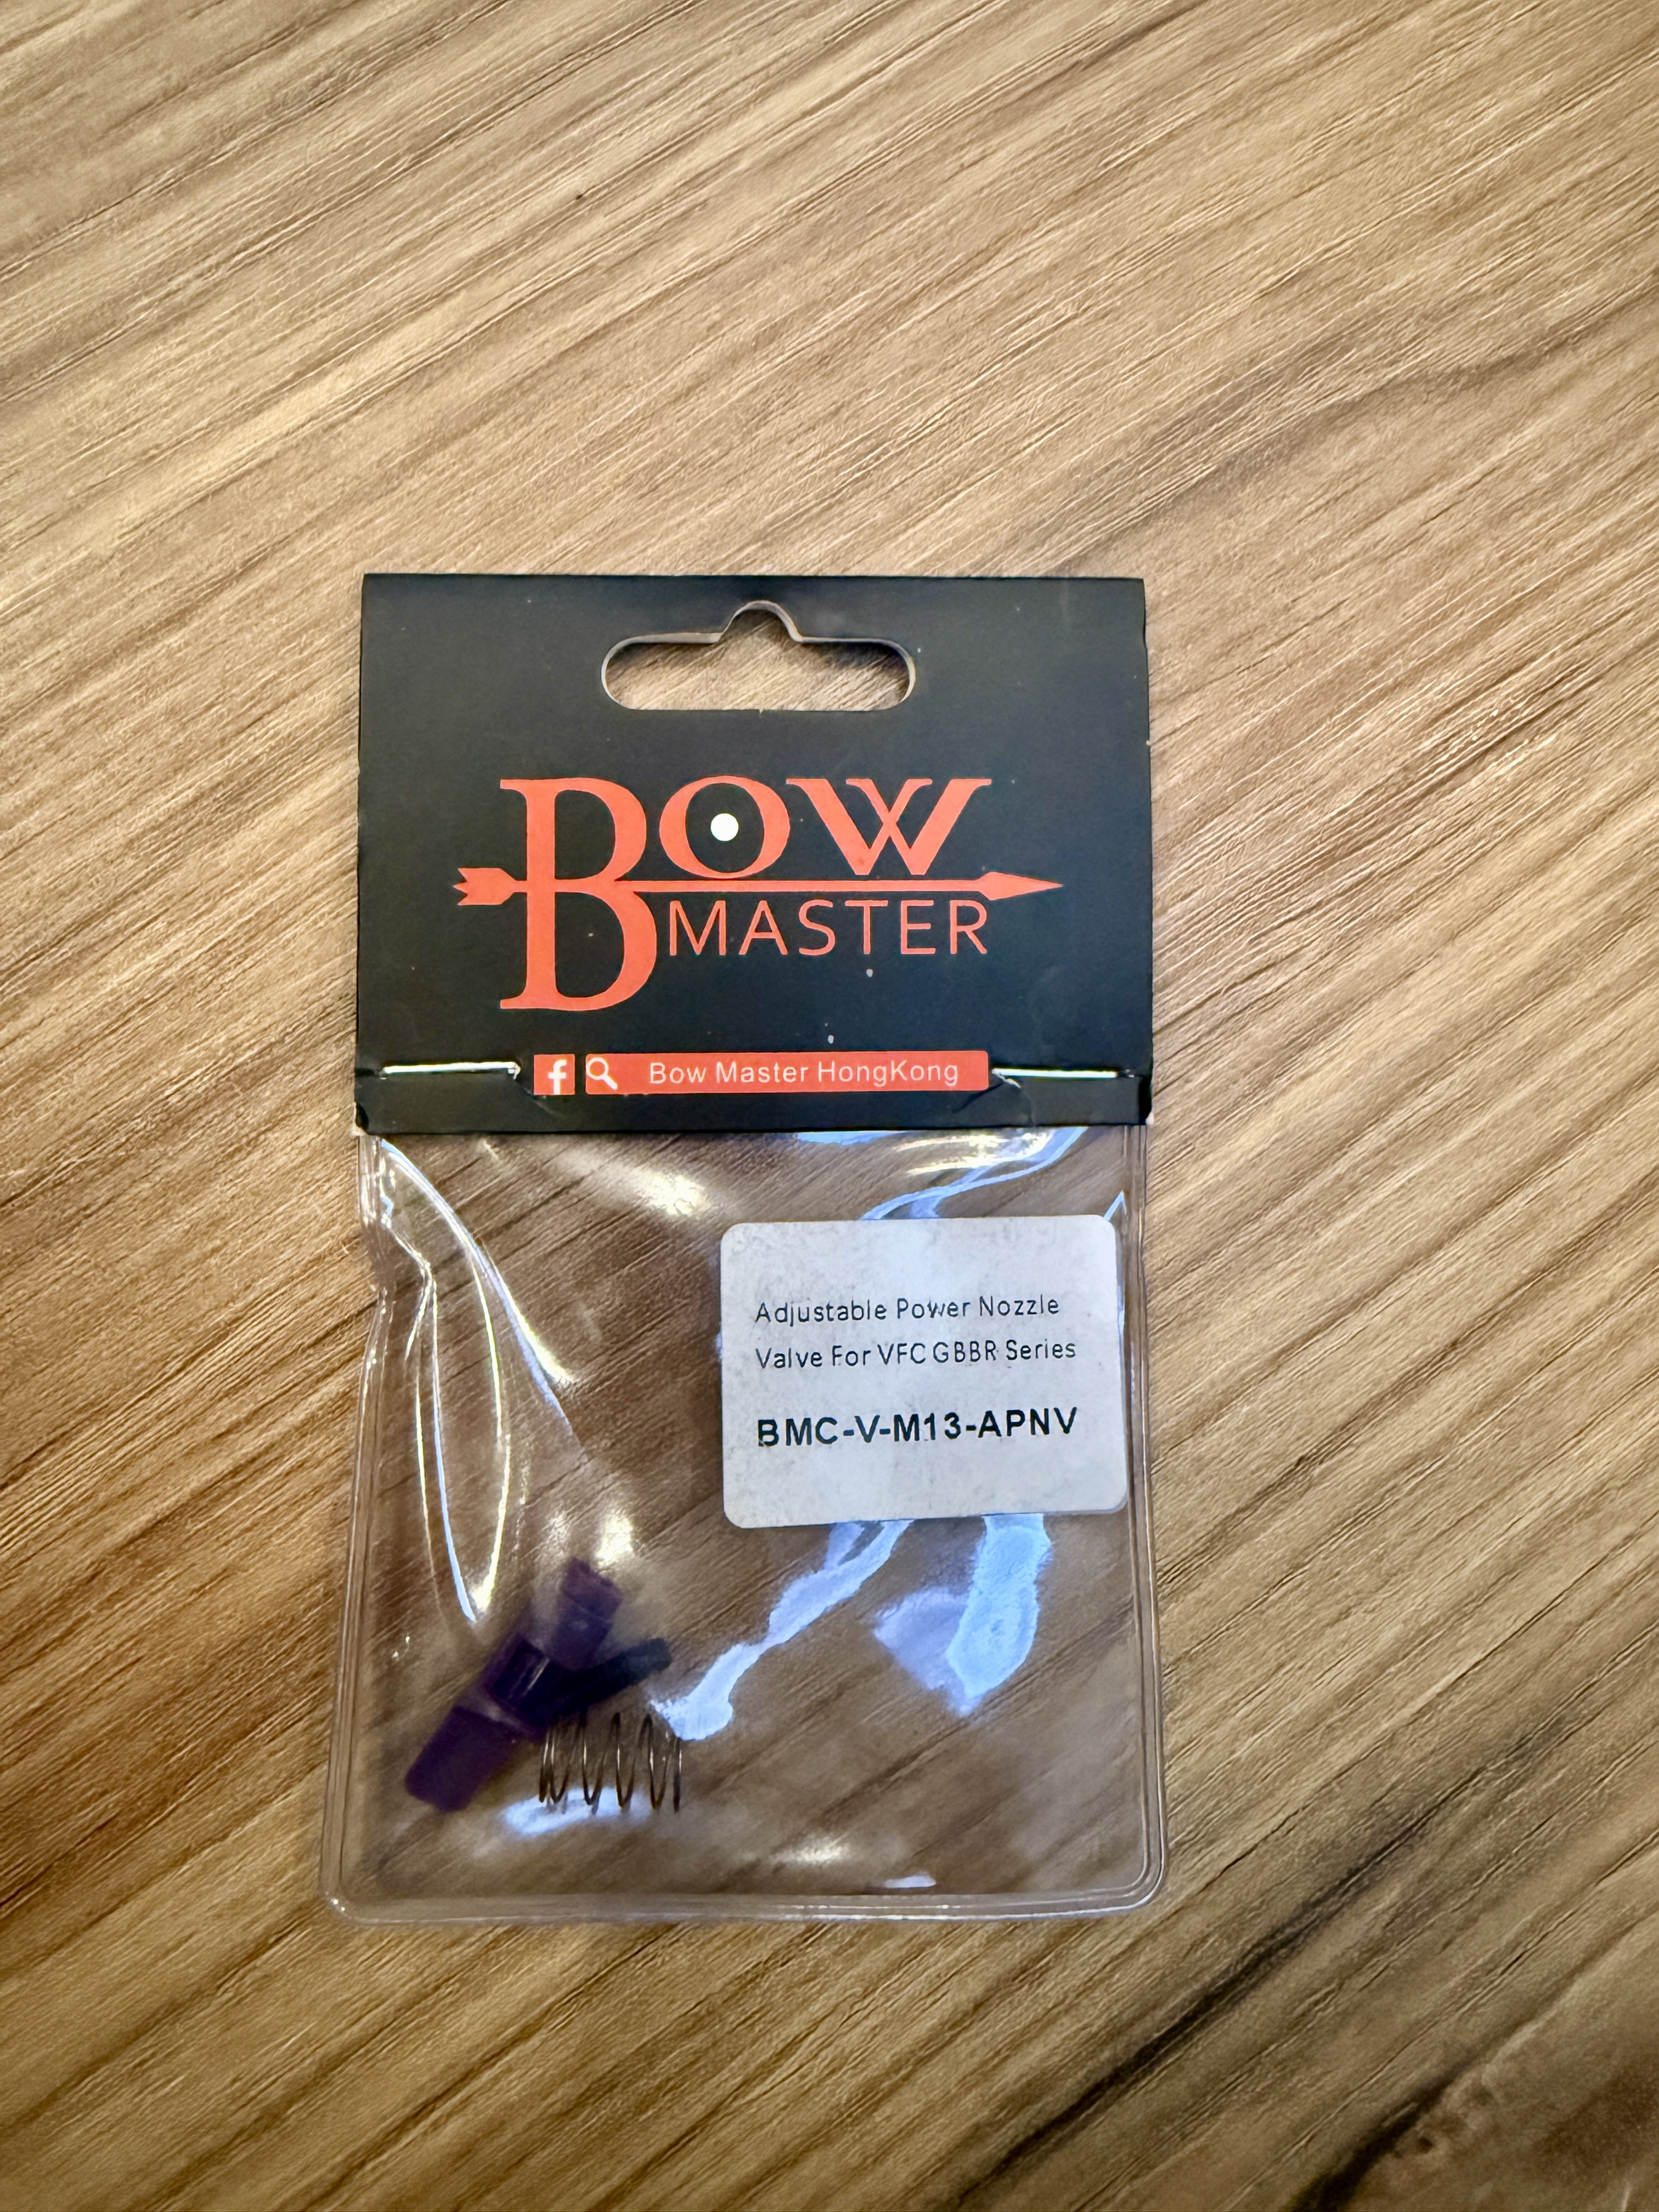 BOW
MASTER
f Bow Master HongKong
Adjustable Power Nozzle
Valve For VFC GBBR Series
BMC-V-M13-APNV